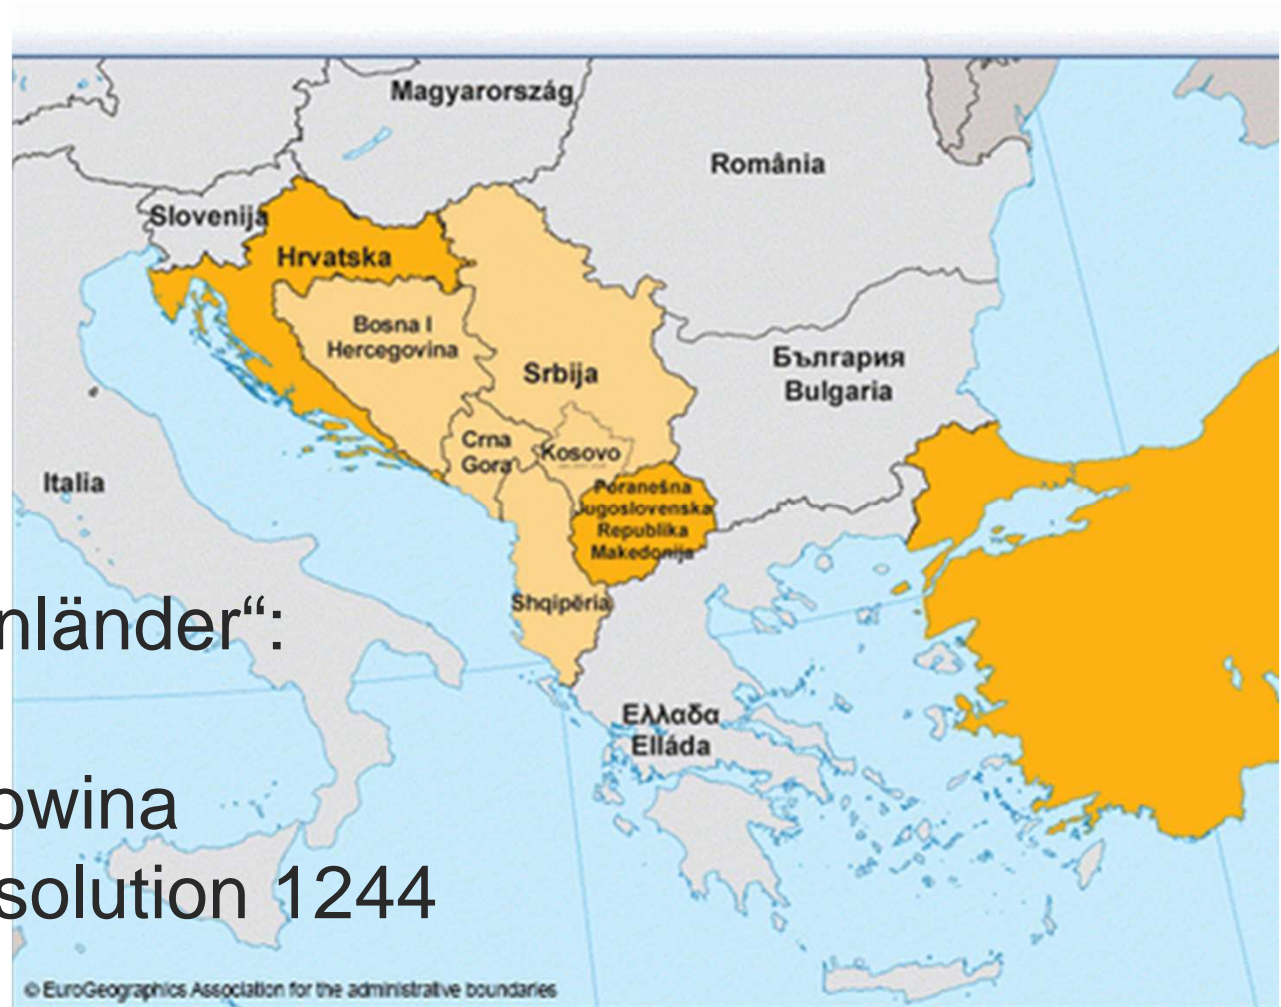 Magyarország
România
Slovenija
Hrvatska
Bosna I
Hercegovina
Srbija
България
Bulgaria
Crna
Gora
Kosovo
Italia
Poranešna
Jugoslovenska
Republika
Makedonija
nländer“:
Shqipëria
Ελλαδα
Elláda
owina
solution 1244
© EuroGeographics Association for the administrative boundaries